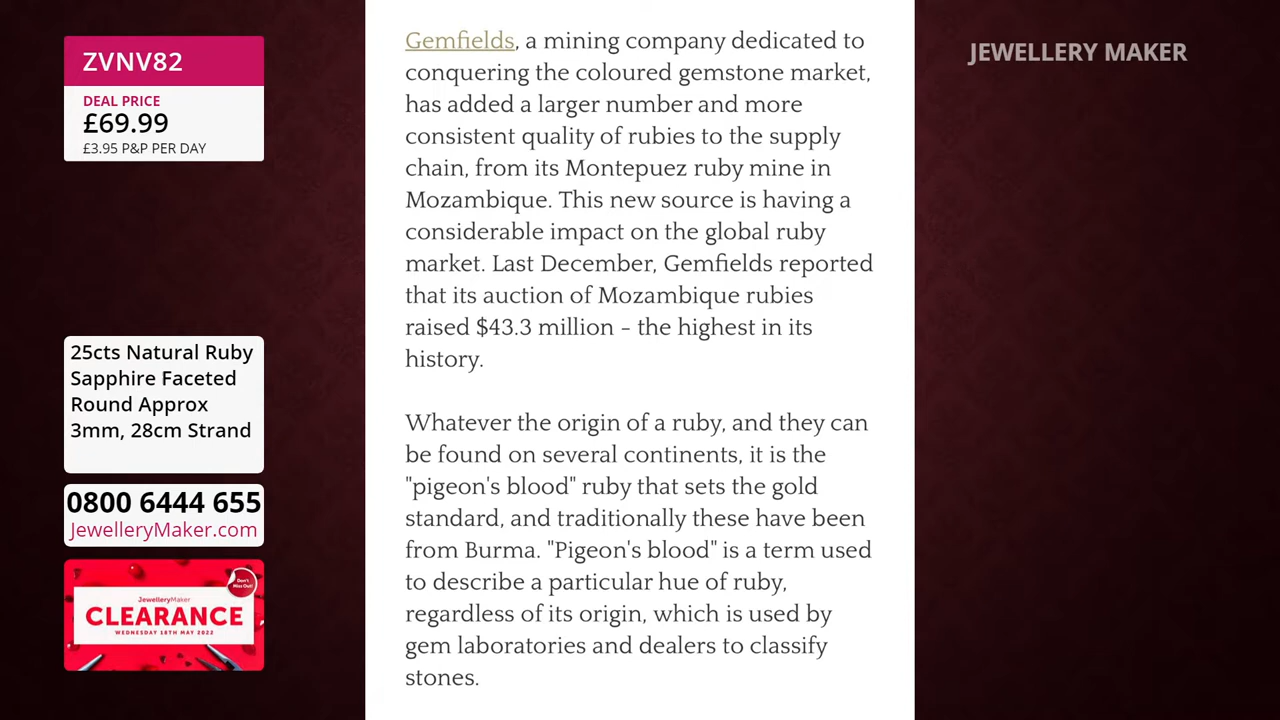 ZVNV82
DEAL PRICE
£69.99
£3.95 P&P PER DAY
25cts Natural Ruby
Sapphire Faceted
Round Approx
3mm, 28cm Strand
0800 6444 655
JewelleryMaker.com
Don't
Miss Out!
JewelleryMaker
CLEARANCE
WEDNESDAY 18TH MAY 2022
Gemfields, a mining company dedicated to
conquering the coloured gemstone market,
has added a larger number and more
consistent quality of rubies to the supply
chain, from its Montepuez ruby mine in
Mozambique. This new source is having a
considerable impact on the global ruby
market. Last December, Gemfields reported
that its auction of Mozambique rubies
raised $43.3 million – the highest in its
history.
Whatever the origin of a ruby, and they can
be found on several continents, it is the
"pigeon's blood" ruby that sets the gold
standard, and traditionally these have been
from Burma. "Pigeon's blood" is a term used
to describe a particular hue of ruby,
regardless of its origin, which is used by
gem laboratories and dealers to classify
stones.
JEWELLERY MAKER